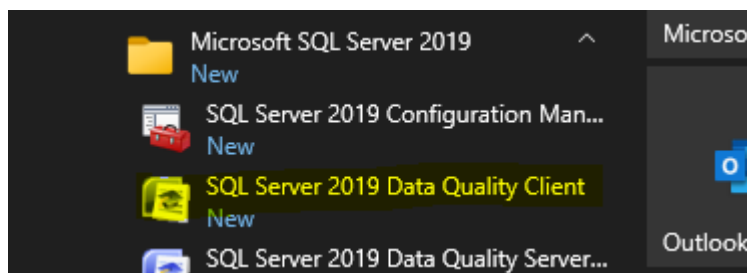 Microsoft SQL Server 2019
New
SQL Server 2019 Configuration Man...
New
SQL Server 2019 Data Quality Client
New
SQL Server 2019 Data Quality Server...
Microso
Outlook